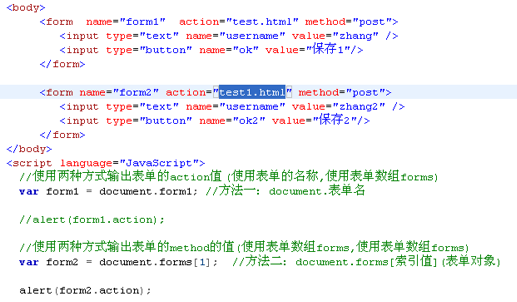 <body>
<form name="form1" action="test.html" method="post">
<input type="text" name="username" value="zhang" />
<input type="button" name="ok" value="保存1"/>
</form>
<form name="form2" action="test1.html" method="post">
<input type="text" name="username" value="zhang2" />
<input type="button" name="ok2" value="保存2"/>
</form>
</body>
<script language="JavaScript">
//使用两种方式输出表单的action值(使用表单的名称,使用表单数组forms)
var form1 = document.form1; //方法一: document.表单名
//alert(form1.action);
//使用两种方式输出表单的method的值(使用表单数组forms,使用表单数组forms)
var form2 = document.forms[1]; //方法二: document.forms[索引值](表单对象)
alert(form2.action);